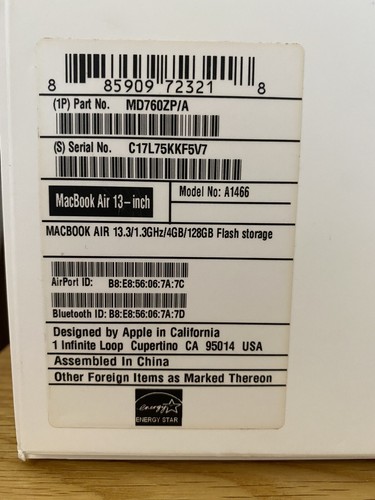 8 85909 72321 8
(1P) Part No. MD760ZP/A
(S) Serial No. C17L75KKF5V7
MacBook Air 13-inch
Model No: A1466
MACBOOK AIR 13.3/1.3GHz/4GB/128GB Flash storage
AirPort ID: B8:E8:56:06:7A:7C
Bluetooth ID: B8:E8:56:06:7A:7D
Designed by Apple in California
1 Infinite Loop Cupertino CA 95014 USA
Assembled In China
Other Foreign Items as Marked Thereon
energy
ENERGY STAR